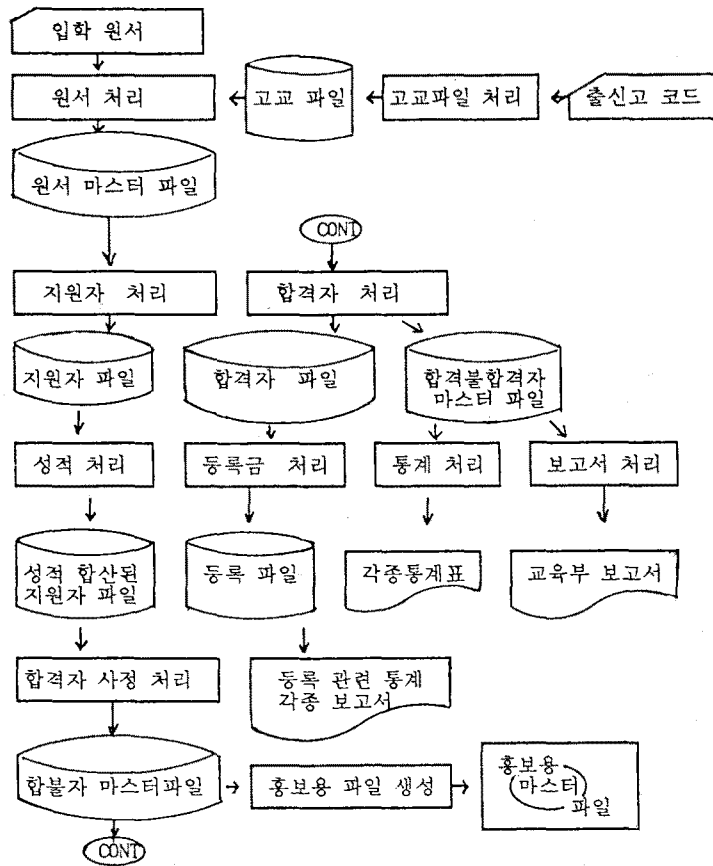 입학 원서
원서 처리
고교 파일
고교파일 처리
출신고 코드
원서 마스터 파일
CONT
지원자 처리
합격자 처리
지원자 파일
합격자 파일
합격불합격자
마스터 파일
성적 처리
등록금 처리
통계 처리
보고서 처리
성적 합산된
지원자 파일
등록 파일
각종통계표
교육부 보고서
합격자 사정 처리
등록 관련 통계
각종 보고서
합불자 마스터파일
홍보용 파일 생성
홍보용
마스터
파일
CONT